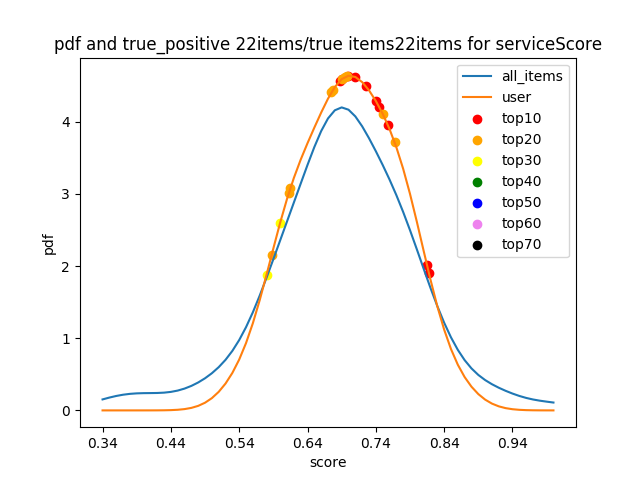 pdf and true_positive 22items/true items22items for serviceScore
all_items
user
top10
top20
top30
top40
top50
top60
top70
pdf
4
3
2
1
0
0.34 0.44 0.54 0.64 0.74 0.84 0.94
score